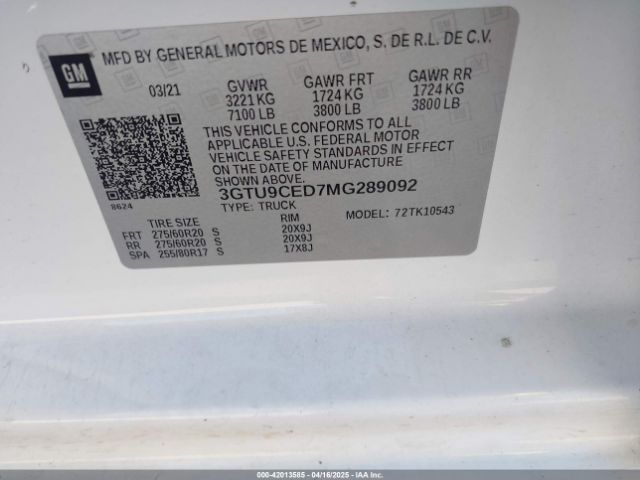 GM
MFD BY GENERAL MOTORS DE MEXICO, S. DE R.L. DE C.V.
03/21 GVWR GAWR FRT GAWR RR
3221 KG 1724 KG 1724 KG
7100 LB 3800 LB 3800 LB
THIS VEHICLE CONFORMS TO ALL
APPLICABLE U.S. FEDERAL MOTOR
VEHICLE SAFETY STANDARDS IN EFFECT
ON THE DATE OF MANUFACTURE
SHOWN ABOVE
3GTU9CED7MG289092
8624
TYPE: TRUCK MODEL: 72TK10543
TIRE SIZE RIM
FRT 275/60R20 S 20X9J
RR 275/60R20 S 20X9J
SPA 255/80R17 S 17X8J
000-42013585 - 04/16/2025 - IAAI.COM